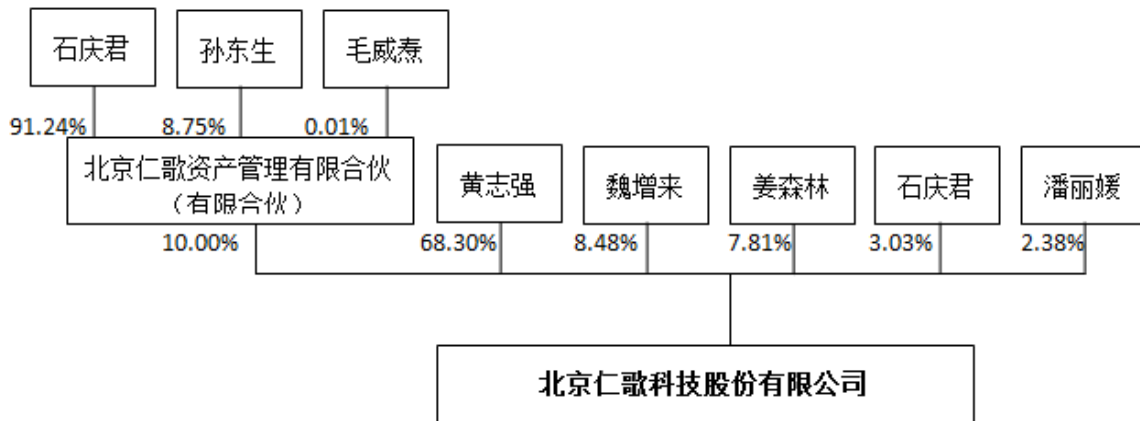 石庆君
孙东生
毛威焘
91.24%
8.75%
0.01%
北京仁歌资产管理有限合伙
（有限合伙）
黄志强
魏增来
姜森林
石庆君
潘丽媛
10.00%
68.30%
8.48%
7.81%
3.03%
2.38%
北京仁歌科技股份有限公司